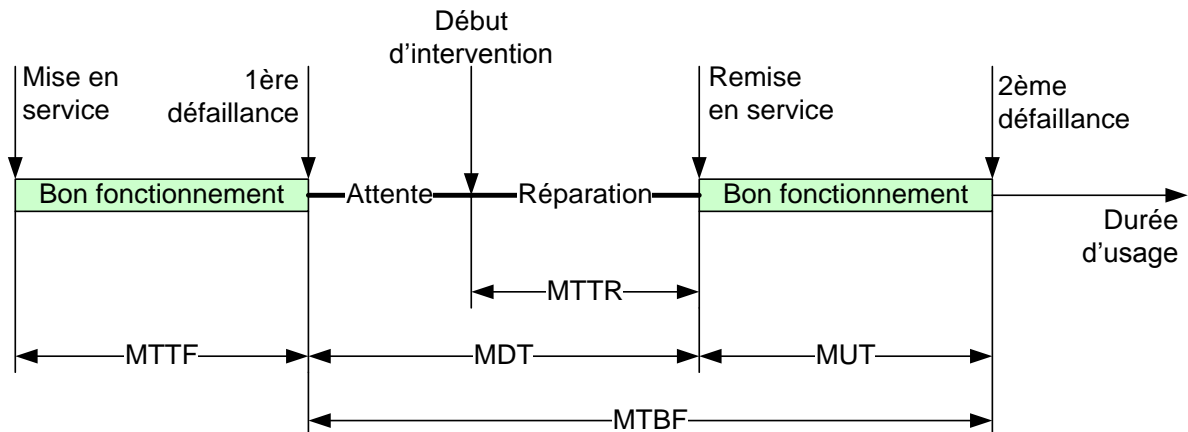 Début
d'intervention
Mise en
service
1ère
défaillance
Remise
en service
2ème
défaillance
Bon fonctionnement
Attente
Réparation
Bon fonctionnement
Durée
d'usage
MTTR
MTTF
MDT
MUT
MTBF